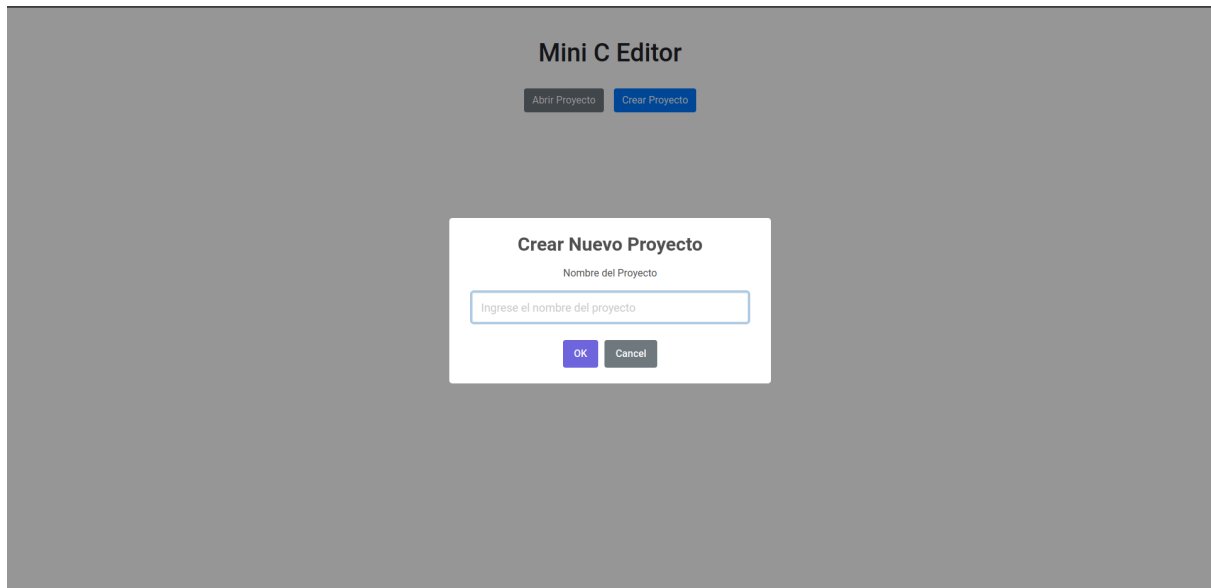 Mini C Editor
Abrir Proyecto Crear Proyecto
Crear Nuevo Proyecto
Nombre del Proyecto
Ingrese el nombre del proyecto
OK Cancel